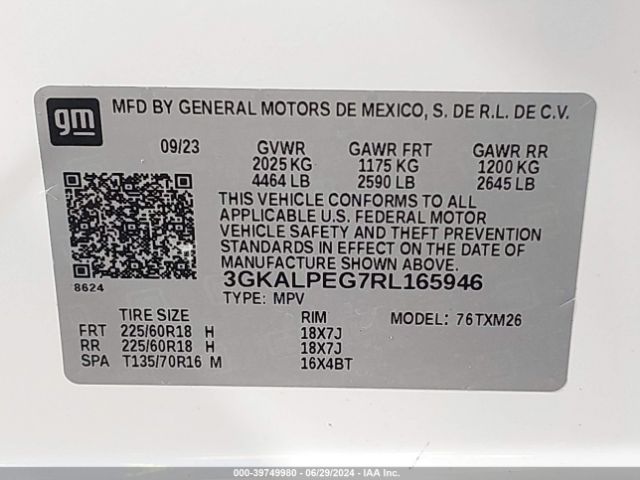 gm
MFD BY GENERAL MOTORS DE MEXICO, S. DE R.L. DE C.V.
09/23 GVWR GAWR FRT GAWR RR
2025 KG 1175 KG 1200 KG
4464 LB 2590 LB 2645 LB
THIS VEHICLE CONFORMS TO ALL
APPLICABLE U.S. FEDERAL MOTOR
VEHICLE SAFETY AND THEFT PREVENTION
STANDARDS IN EFFECT ON THE DATE OF
MANUFACTURE SHOWN ABOVE.
8624 3GKALPEG7RL165946
TYPE: MPV
TIRE SIZE RIM MODEL: 76TXM26
FRT 225/60R18 H 18X7J
RR 225/60R18 H 18X7J
SPA T135/70R16 M 16X4BT
0030-39749980 - 06/29/2024 - IAA Inc.